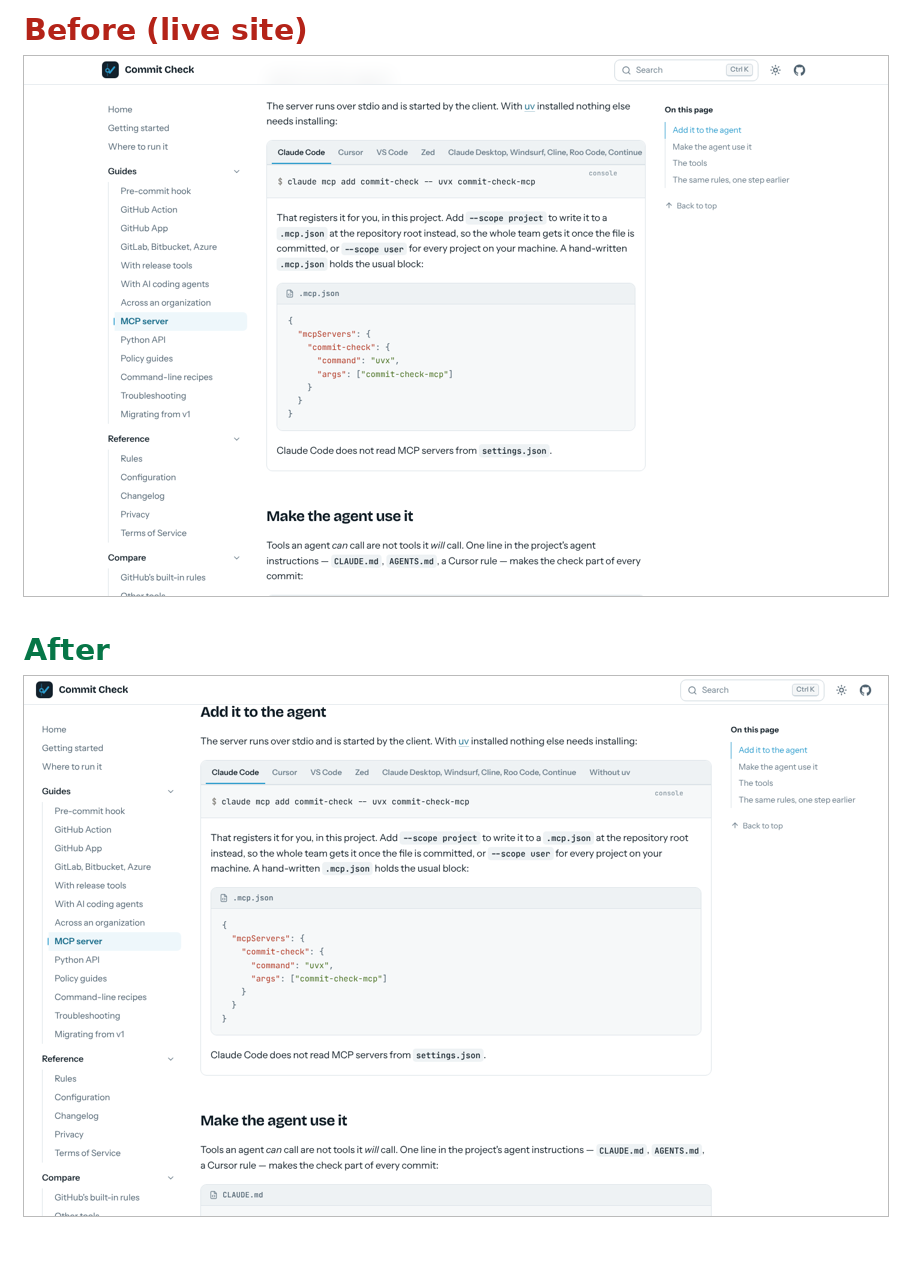 Before (live site)
Commit Check
Search
Ctrl K
Home
Getting started
Where to run it
Guides
Pre-commit hook
GitHub Action
GitHub App
GitLab, Bitbucket, Azure
With release tools
With AI coding agents
Across an organization
MCP server
Python API
Policy guides
Command-line recipes
Troubleshooting
Migrating from v1
Reference
Rules
Configuration
Changelog
Privacy
Terms of Service
Compare
GitHub's built-in rules
Other tools
The server runs over stdio and is started by the client. With uv installed nothing else
needs installing:
Claude Code Cursor VS Code Zed Claude Desktop, Windsurf, Cline, Roo Code, Continue
console
$ claude mcp add commit-check -- uvx commit-check-mcp
That registers it for you, in this project. Add --scope project to write it to a
.mcp.json at the repository root instead, so the whole team gets it once the file is
committed, or --scope user for every project on your machine. A hand-written
.mcp.json holds the usual block:
.mcp.json
{
"mcpServers": {
"commit-check": {
"command": "uvx",
"args": ["commit-check-mcp"]
}
}
}
Claude Code does not read MCP servers from settings.json.
Make the agent use it
Tools an agent can call are not tools it will call. One line in the project's agent
instructions — CLAUDE.md, AGENTS.md, a Cursor rule — makes the check part of every
commit:
On this page
Add it to the agent
Make the agent use it
The tools
The same rules, one step earlier
Back to top
After
Commit Check
Search
Ctrl K
Home
Getting started
Where to run it
Guides
Pre-commit hook
GitHub Action
GitHub App
GitLab, Bitbucket, Azure
With release tools
With AI coding agents
Across an organization
MCP server
Python API
Policy guides
Command-line recipes
Troubleshooting
Migrating from v1
Reference
Rules
Configuration
Changelog
Privacy
Terms of Service
Compare
GitHub's built-in rules
Other tools
Add it to the agent
The server runs over stdio and is started by the client. With uv installed nothing else needs installing:
Claude Code Cursor VS Code Zed Claude Desktop, Windsurf, Cline, Roo Code, Continue Without uv
console
$ claude mcp add commit-check -- uvx commit-check-mcp
That registers it for you, in this project. Add --scope project to write it to a .mcp.json at the repository root
instead, so the whole team gets it once the file is committed, or --scope user for every project on your
machine. A hand-written .mcp.json holds the usual block:
.mcp.json
{
"mcpServers": {
"commit-check": {
"command": "uvx",
"args": ["commit-check-mcp"]
}
}
}
Claude Code does not read MCP servers from settings.json.
Make the agent use it
Tools an agent can call are not tools it will call. One line in the project's agent instructions — CLAUDE.md, AGENTS.md,
a Cursor rule — makes the check part of every commit:
CLAUDE.md
On this page
Add it to the agent
Make the agent use it
The tools
The same rules, one step earlier
Back to top